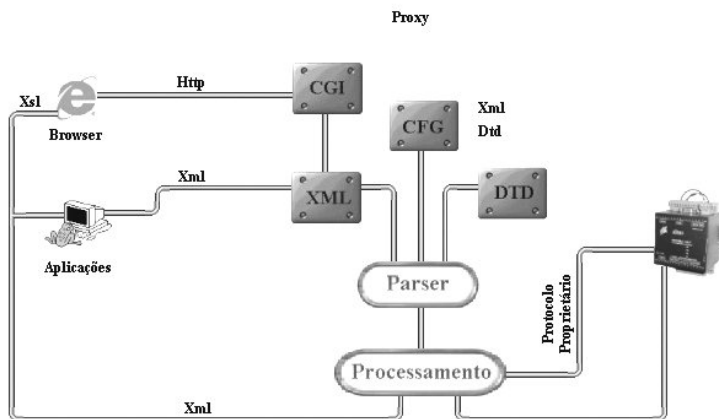 Proxy
Http
CGI
Xsl
Browser
CFG
Xml
Dtd
Xml
XML
DTD
Aplicações
Parser
Protocolo
Proprietário
Processamento
Xml